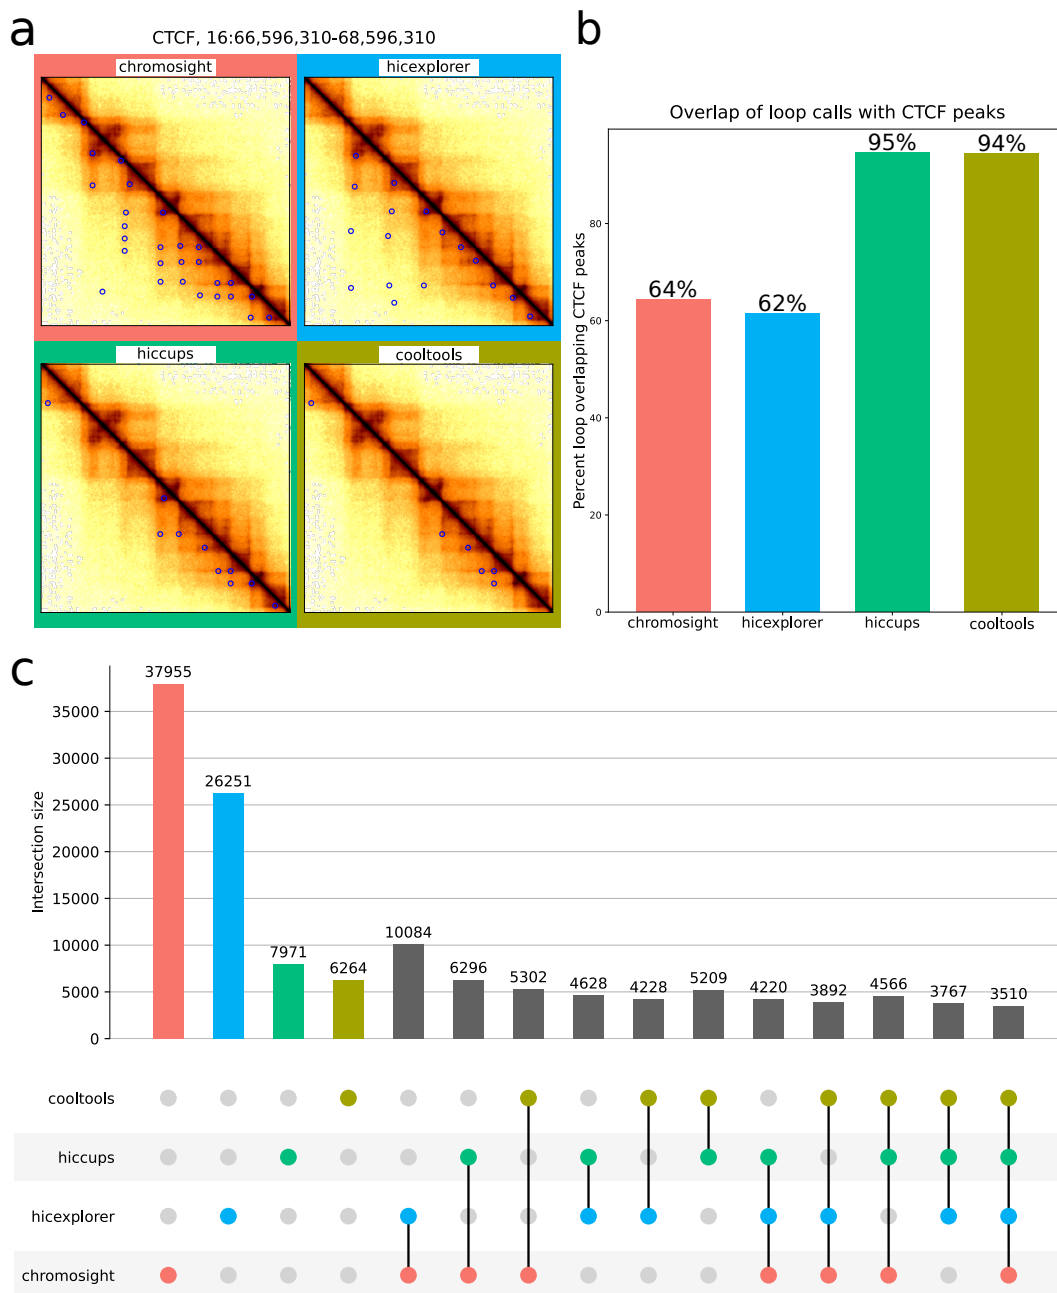 a
CTCF, 16:66,596,310-68,596,310
chromosight
hicexplorer
hiccups
cooltools
b
Overlap of loop calls with CTCF peaks
95%
94%
64%
62%
Percent loop overlapping CTCF peaks
80
60
40
20
0
chromosight
hicexplorer
hiccups
cooltools
c
Intersection size
35000
30000
25000
20000
15000
10000
5000
0
37955
26251
7971
6264
10084
6296
5302
4628
4228
5209
4220
3892
4566
3767
3510
cooltools
hiccups
hicexplorer
chromosight